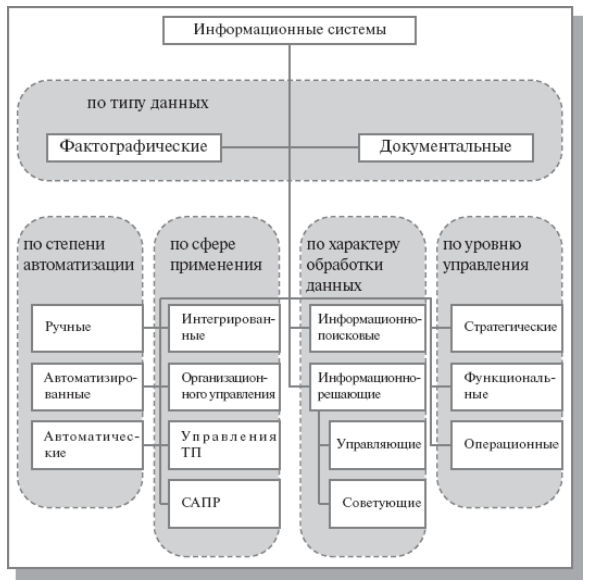 Информационные системы
по типу данных
Фактографические
Документальные
по степени
автоматизации
Ручные
Автоматизиро-
ванные
Автоматичес-
кие
по сфере
применения
Интегрирован-
ные
Организацион-
ного управления
Управления
ТП
САПР
по характеру
обработки
данных
Информационно-
поисковые
Информационно-
решающие
Управляющие
Советующие
по уровню
управления
Стратегические
Функциональ-
ные
Операционные